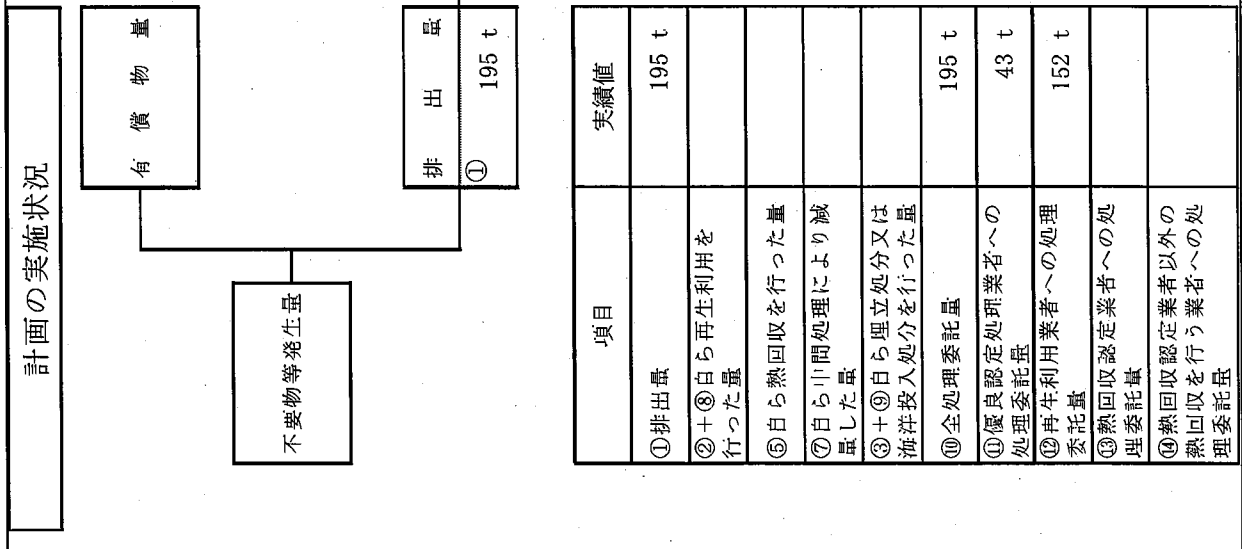 計画の実施状況
不要物等発生量
有償物量
排出量
①
195 t
項目
実績値
①排出量
195 t
②+⑧自ら再生利用を
行った量
⑤自ら熱回収を行った量
⑦自ら中間処理により減
量した量
③+⑨自ら埋立処分又は
海洋投入処分を行った量
⑩全処理委託量
195 t
⑪優良認定処理業者への
処理委託量
43 t
⑫再生利用業者への処理
委託量
152 t
⑬熱回収認定業者への処
理委託量
⑭熱回収認定業者以外の
熱回収を行う業者への処
理委託量